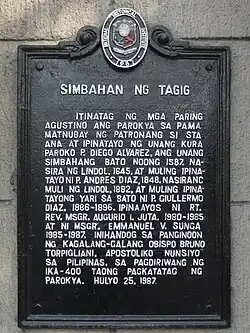 SIMBAHAN NG TAGIG
ITINATAG NG MGA PARING
AGUSTINO ANG PAROKYA SA PAMA
MATNUBAY NG PATRONANG SI STA
ANA AT IPINATAYO NG UNANG KURA
PAROKO P. DIEGO ALVAREZ, ANG UNANG
SIMBAHANG BATO NOONG 1587. NA-
SIRA NG LINDOL, 1645, AT MULING IPINA-
TAYO NI P. ANDRES DIAZ, 1848. NASIRANG
MULI NG LINDOL, 1882, AT MULING IPINA-
TAYONG YARI SA BATO NI P. GUILLERMO
DIAZ, 1886-1896. IPINAAYOS NI RT.
REV. MSGR. AUGURIO I. JUTA, 1980-1985
AT NI MSGR. EMMANUEL V. SUNGA
1985-1987. INIHANDOG SA PANGINOON
NG KAGALANG-GALANG OBISPO BRUNO
TORPIGLIANI, APOSTOLIKO NUNSIYO
SA PILIPINAS, SA PAGDIRIWANG NG
IKA-400 TAONG PAGKATATAG NG
PAROKYA. HULYO 25, 1987.